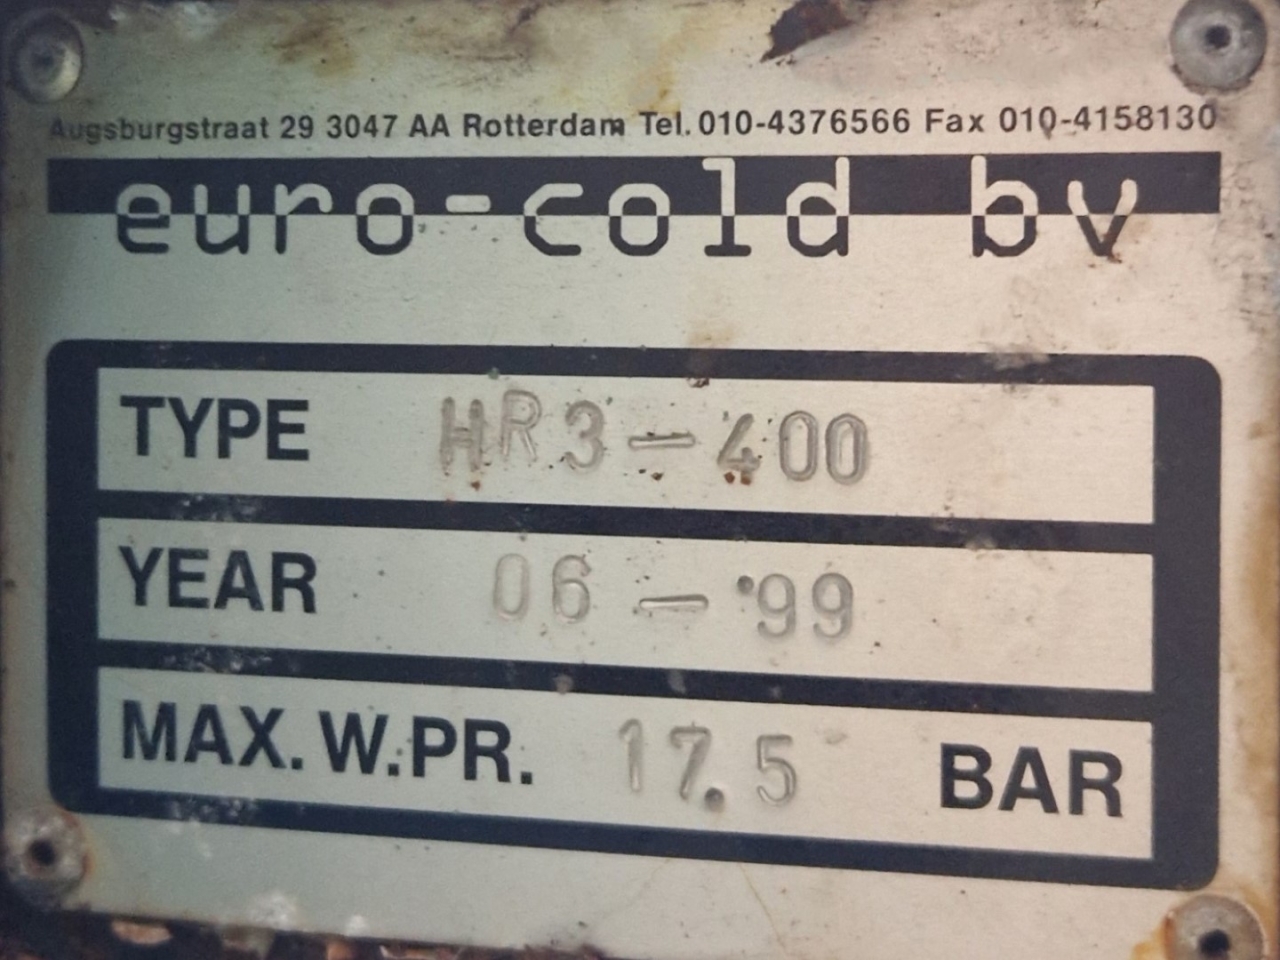 Augsburgstraat 29 3047 AA Rotterdam Tel. 010-4376566 Fax 010-4158130
euro-cold bv
TYPE HR3-400
YEAR 06-'99
MAX. W.PR. 17.5 BAR